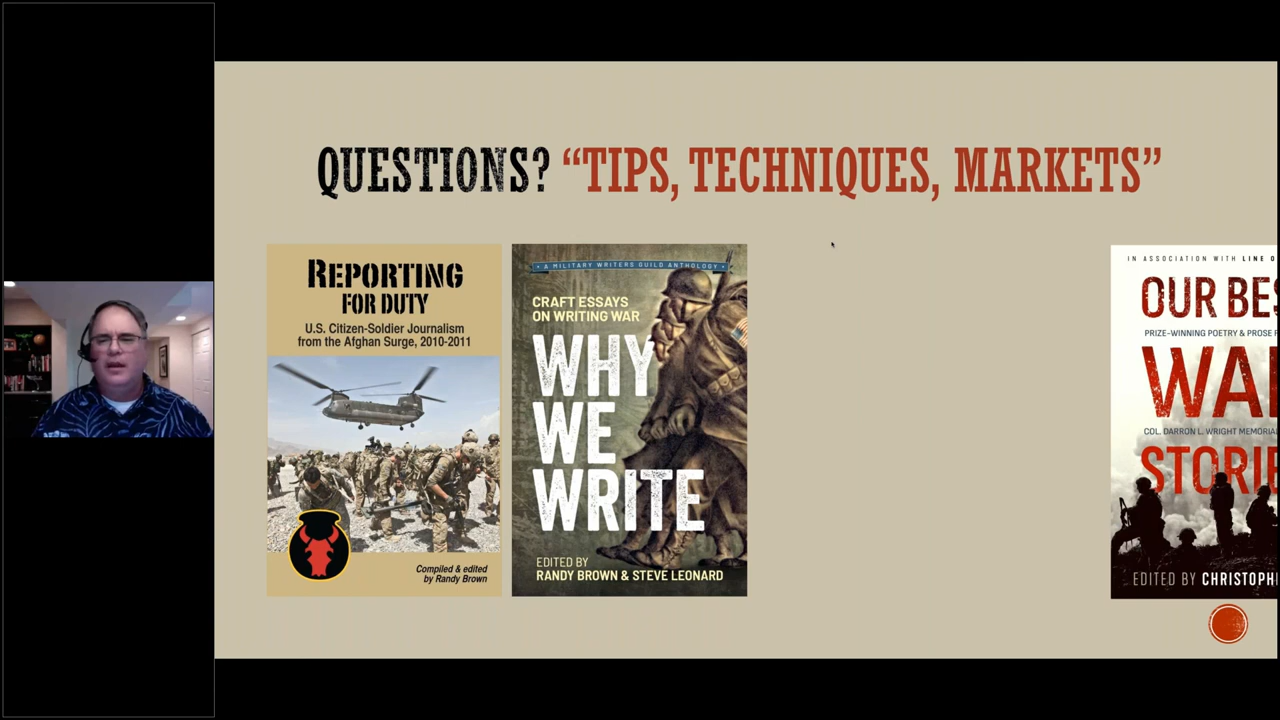 QUESTIONS? “TIPS, TECHNIQUES, MARKETS”
REPORTING
FOR DUTY
U.S. Citizen-Soldier Journalism
from the Afghan Surge, 2010-2011
Compiled & edited
by Randy Brown
• A MILITARY WRITERS GUILD ANTHOLOGY •
CRAFT ESSAYS
ON WRITING WAR
WHY
WE
WRITE
EDITED BY
RANDY BROWN & STEVE LEONARD
IN ASSOCIATION WITH LINE O
OUR BES
PRIZE-WINNING POETRY & PROSE F
WAR
COL. DARRON L. WRIGHT MEMORIA
STORIE
EDITED BY CHRISTOPH